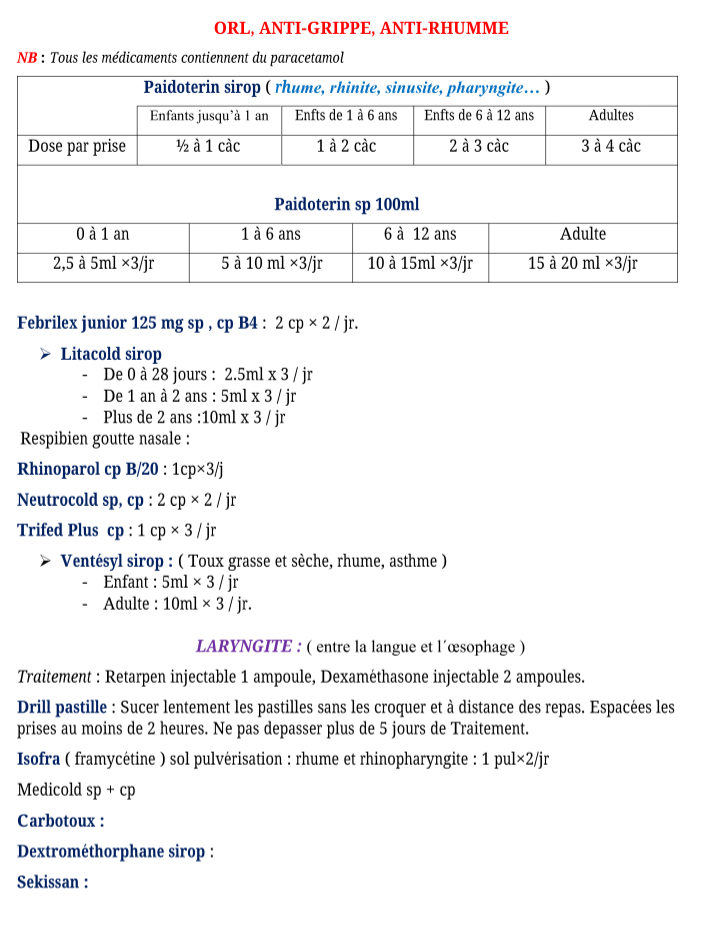 ORL, ANTI-GRIPPE, ANTI-RHUMME
NB : Tous les médicaments contiennent du paracetamol
Paidoterin sirop ( rhume, rhinite, sinusite, pharyngite… )
Enfants jusqu’à 1 an Enfts de 1 à 6 ans Enfts de 6 à 12 ans Adultes
Dose par prise ½ à 1 càc 1 à 2 càc 2 à 3 càc 3 à 4 càc
Paidoterin sp 100ml
0 à 1 an 1 à 6 ans 6 à 12 ans Adulte
2,5 à 5ml ×3/jr 5 à 10 ml ×3/jr 10 à 15ml ×3/jr 15 à 20 ml ×3/jr
Febrilex junior 125 mg sp , cp B4 : 2 cp × 2 / jr.
➤ Litacold sirop
- De 0 à 28 jours : 2.5ml x 3 / jr
- De 1 an à 2 ans : 5ml x 3 / jr
- Plus de 2 ans :10ml x 3 / jr
Respibien goutte nasale :
Rhinoparol cp B/20 : 1cp×3/j
Neutrocold sp, cp : 2 cp × 2 / jr
Trifed Plus cp : 1 cp × 3 / jr
➤ Ventésyl sirop : ( Toux grasse et sèche, rhume, asthme )
- Enfant : 5ml × 3 / jr
- Adulte : 10ml × 3 / jr.
LARYNGITE : ( entre la langue et l´œsophage )
Traitement : Retarpen injectable 1 ampoule, Dexaméthasone injectable 2 ampoules.
Drill pastille : Sucer lentement les pastilles sans les croquer et à distance des repas. Espacées les
prises au moins de 2 heures. Ne pas depasser plus de 5 jours de Traitement.
Isofra ( framycétine ) sol pulvérisation : rhume et rhinopharyngite : 1 pul×2/jr
Medicold sp + cp
Carbotoux :
Dextrométhorphane sirop :
Sekissan :